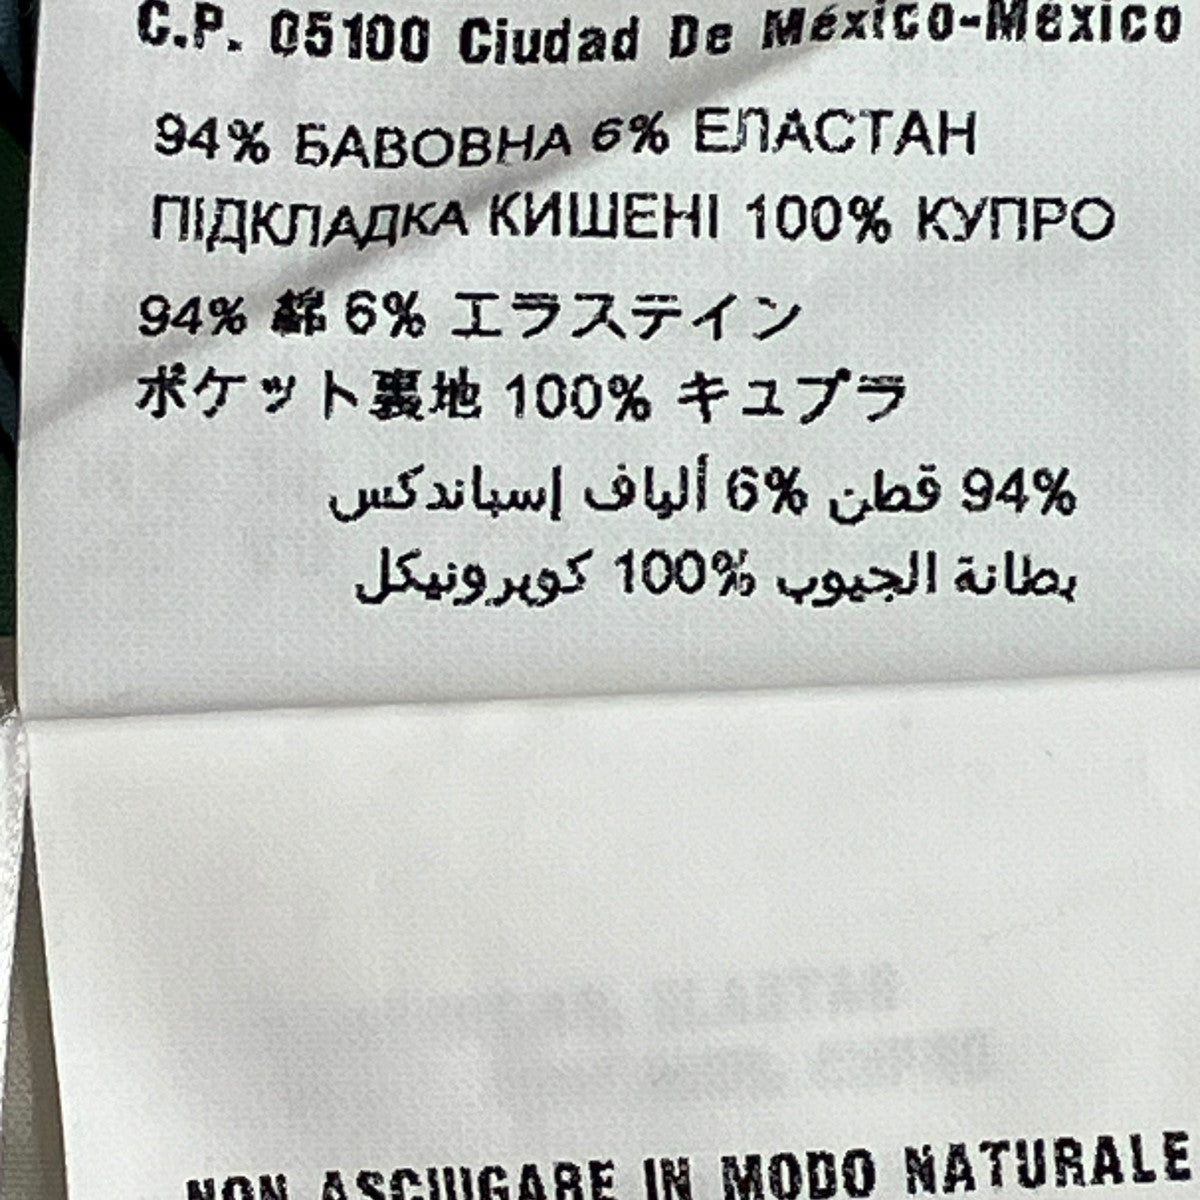 C.P. 05100 Ciudad De México-México
94% БАВОВНА 6% ЕЛАСТАН
ПІДКЛАДКА КИШЕНІ 100% КУПРО
94% 綿 6% エラステイン
ポケット裏地 100% キュプラ
94% قطن 6% ألياف إسباندكس
بطانة الجيوب 100% كوبرونيكل
NON ASCIUGARE IN MODO NATURALE